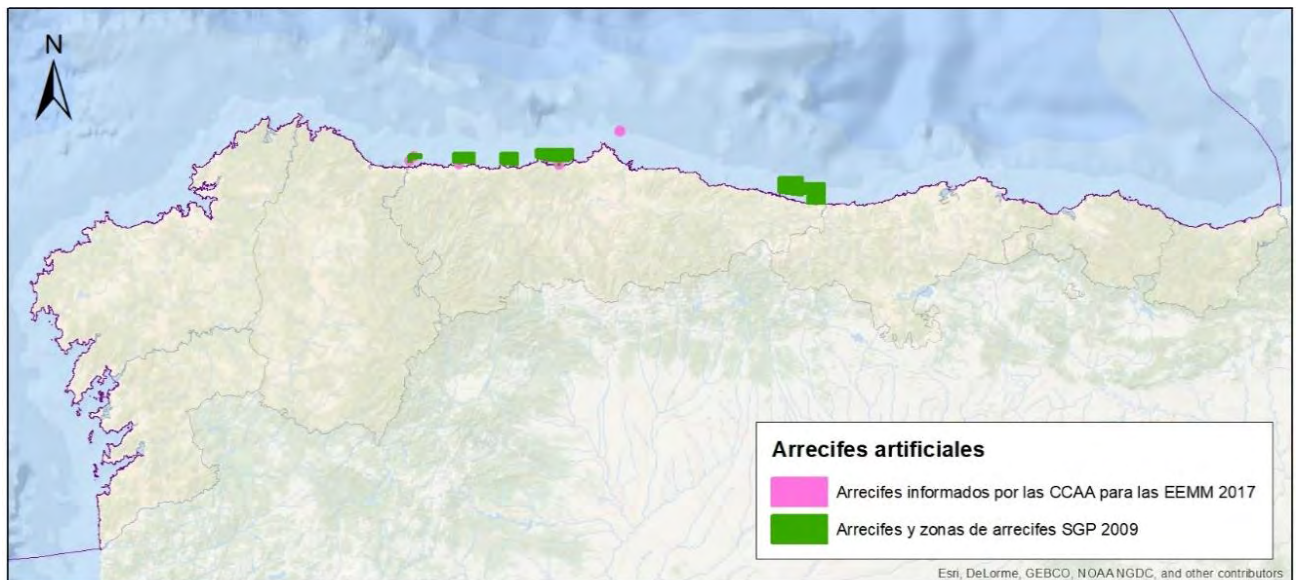 N
Arrecifes artificiales
Arrecifes informados por las CCAA para las EEMM 2017
Arrecifes y zonas de arrecifes SGP 2009
Esri, DeLorme, GEBCO, NOAA NGDC, and other contributors